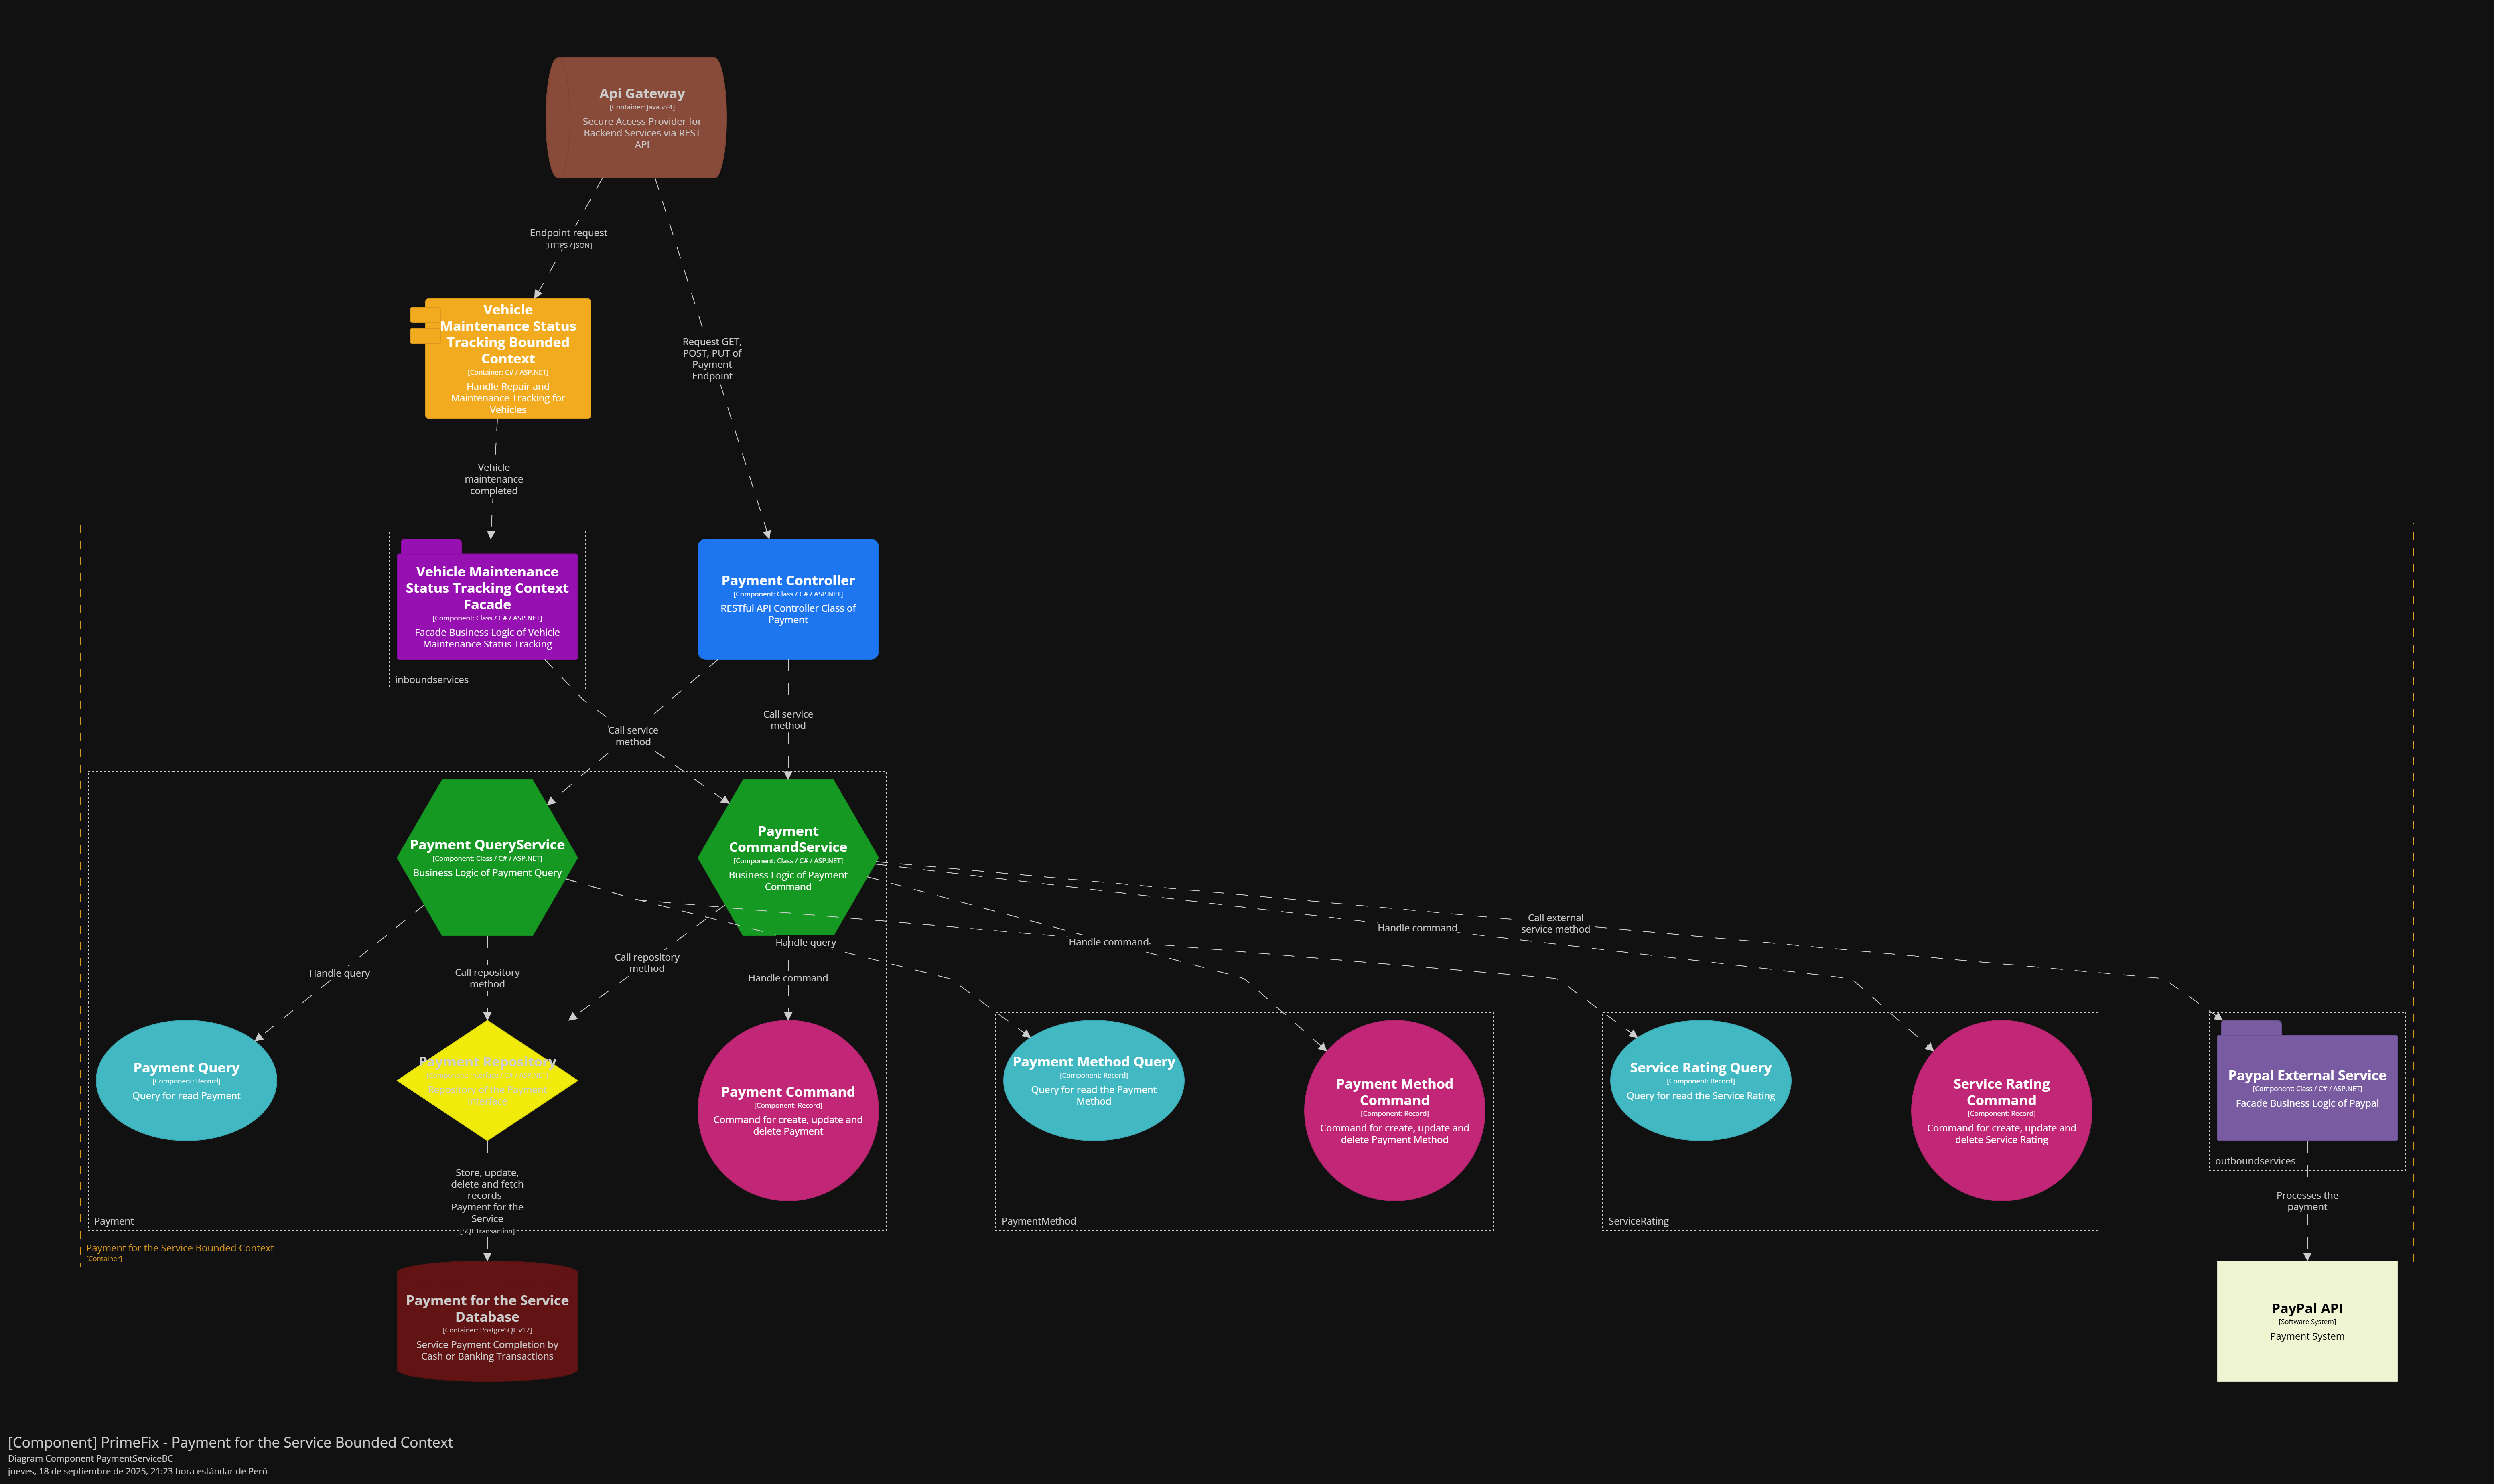 Api Gateway
[Container: Java v24]
Secure Access Provider for
Backend Services via REST
API
Endpoint request
[HTTPS / JSON]
Request GET,
POST, PUT of
Payment
Endpoint
Vehicle
Maintenance Status
Tracking Bounded
Context
[Container: C# / ASP.NET]
Handle Repair and
Maintenance Tracking for
Vehicles
Vehicle
maintenance
completed
Vehicle Maintenance
Status Tracking Context
Facade
[Component: Class / C# / ASP.NET]
Facade Business Logic of Vehicle
Maintenance Status Tracking
inboundservices
Payment Controller
[Component: Class / C# / ASP.NET]
RESTful API Controller Class of
Payment
Call service
method
Call service
method
Payment QueryService
[Component: Class / C# / ASP.NET]
Business Logic of Payment Query
Payment
CommandService
[Component: Class / C# / ASP.NET]
Business Logic of Payment
Command
Handle query
Call repository
method
Call repository
method
Handle query
Handle command
Handle command
Handle command
Call external
service method
Payment Query
[Component: Record]
Query for read Payment
Payment Repository
Payment Command
[Component: Record]
Command for create, update and
delete Payment
Payment Method Query
[Component: Record]
Query for read the Payment
Method
Payment Method
Command
[Component: Record]
Command for create, update and
delete Payment Method
Service Rating Query
[Component: Record]
Query for read the Service Rating
Service Rating
Command
[Component: Record]
Command for create, update and
delete Service Rating
Paypal External Service
[Component: Class / C# / ASP.NET]
Facade Business Logic of Paypal
outboundservices
Store, update,
delete and fetch
records -
Payment for the
Service
[SQL transaction]
Processes the
payment
Payment
PaymentMethod
ServiceRating
Payment for the Service Bounded Context
[Container]
Payment for the Service
Database
[Container: PostgreSQL v17]
Service Payment Completion by
Cash or Banking Transactions
PayPal API
[Software System]
Payment System
[Component] PrimeFix - Payment for the Service Bounded Context
Diagram Component PaymentServiceBC
jueves, 18 de septiembre de 2025, 21:23 hora estándar de Perú